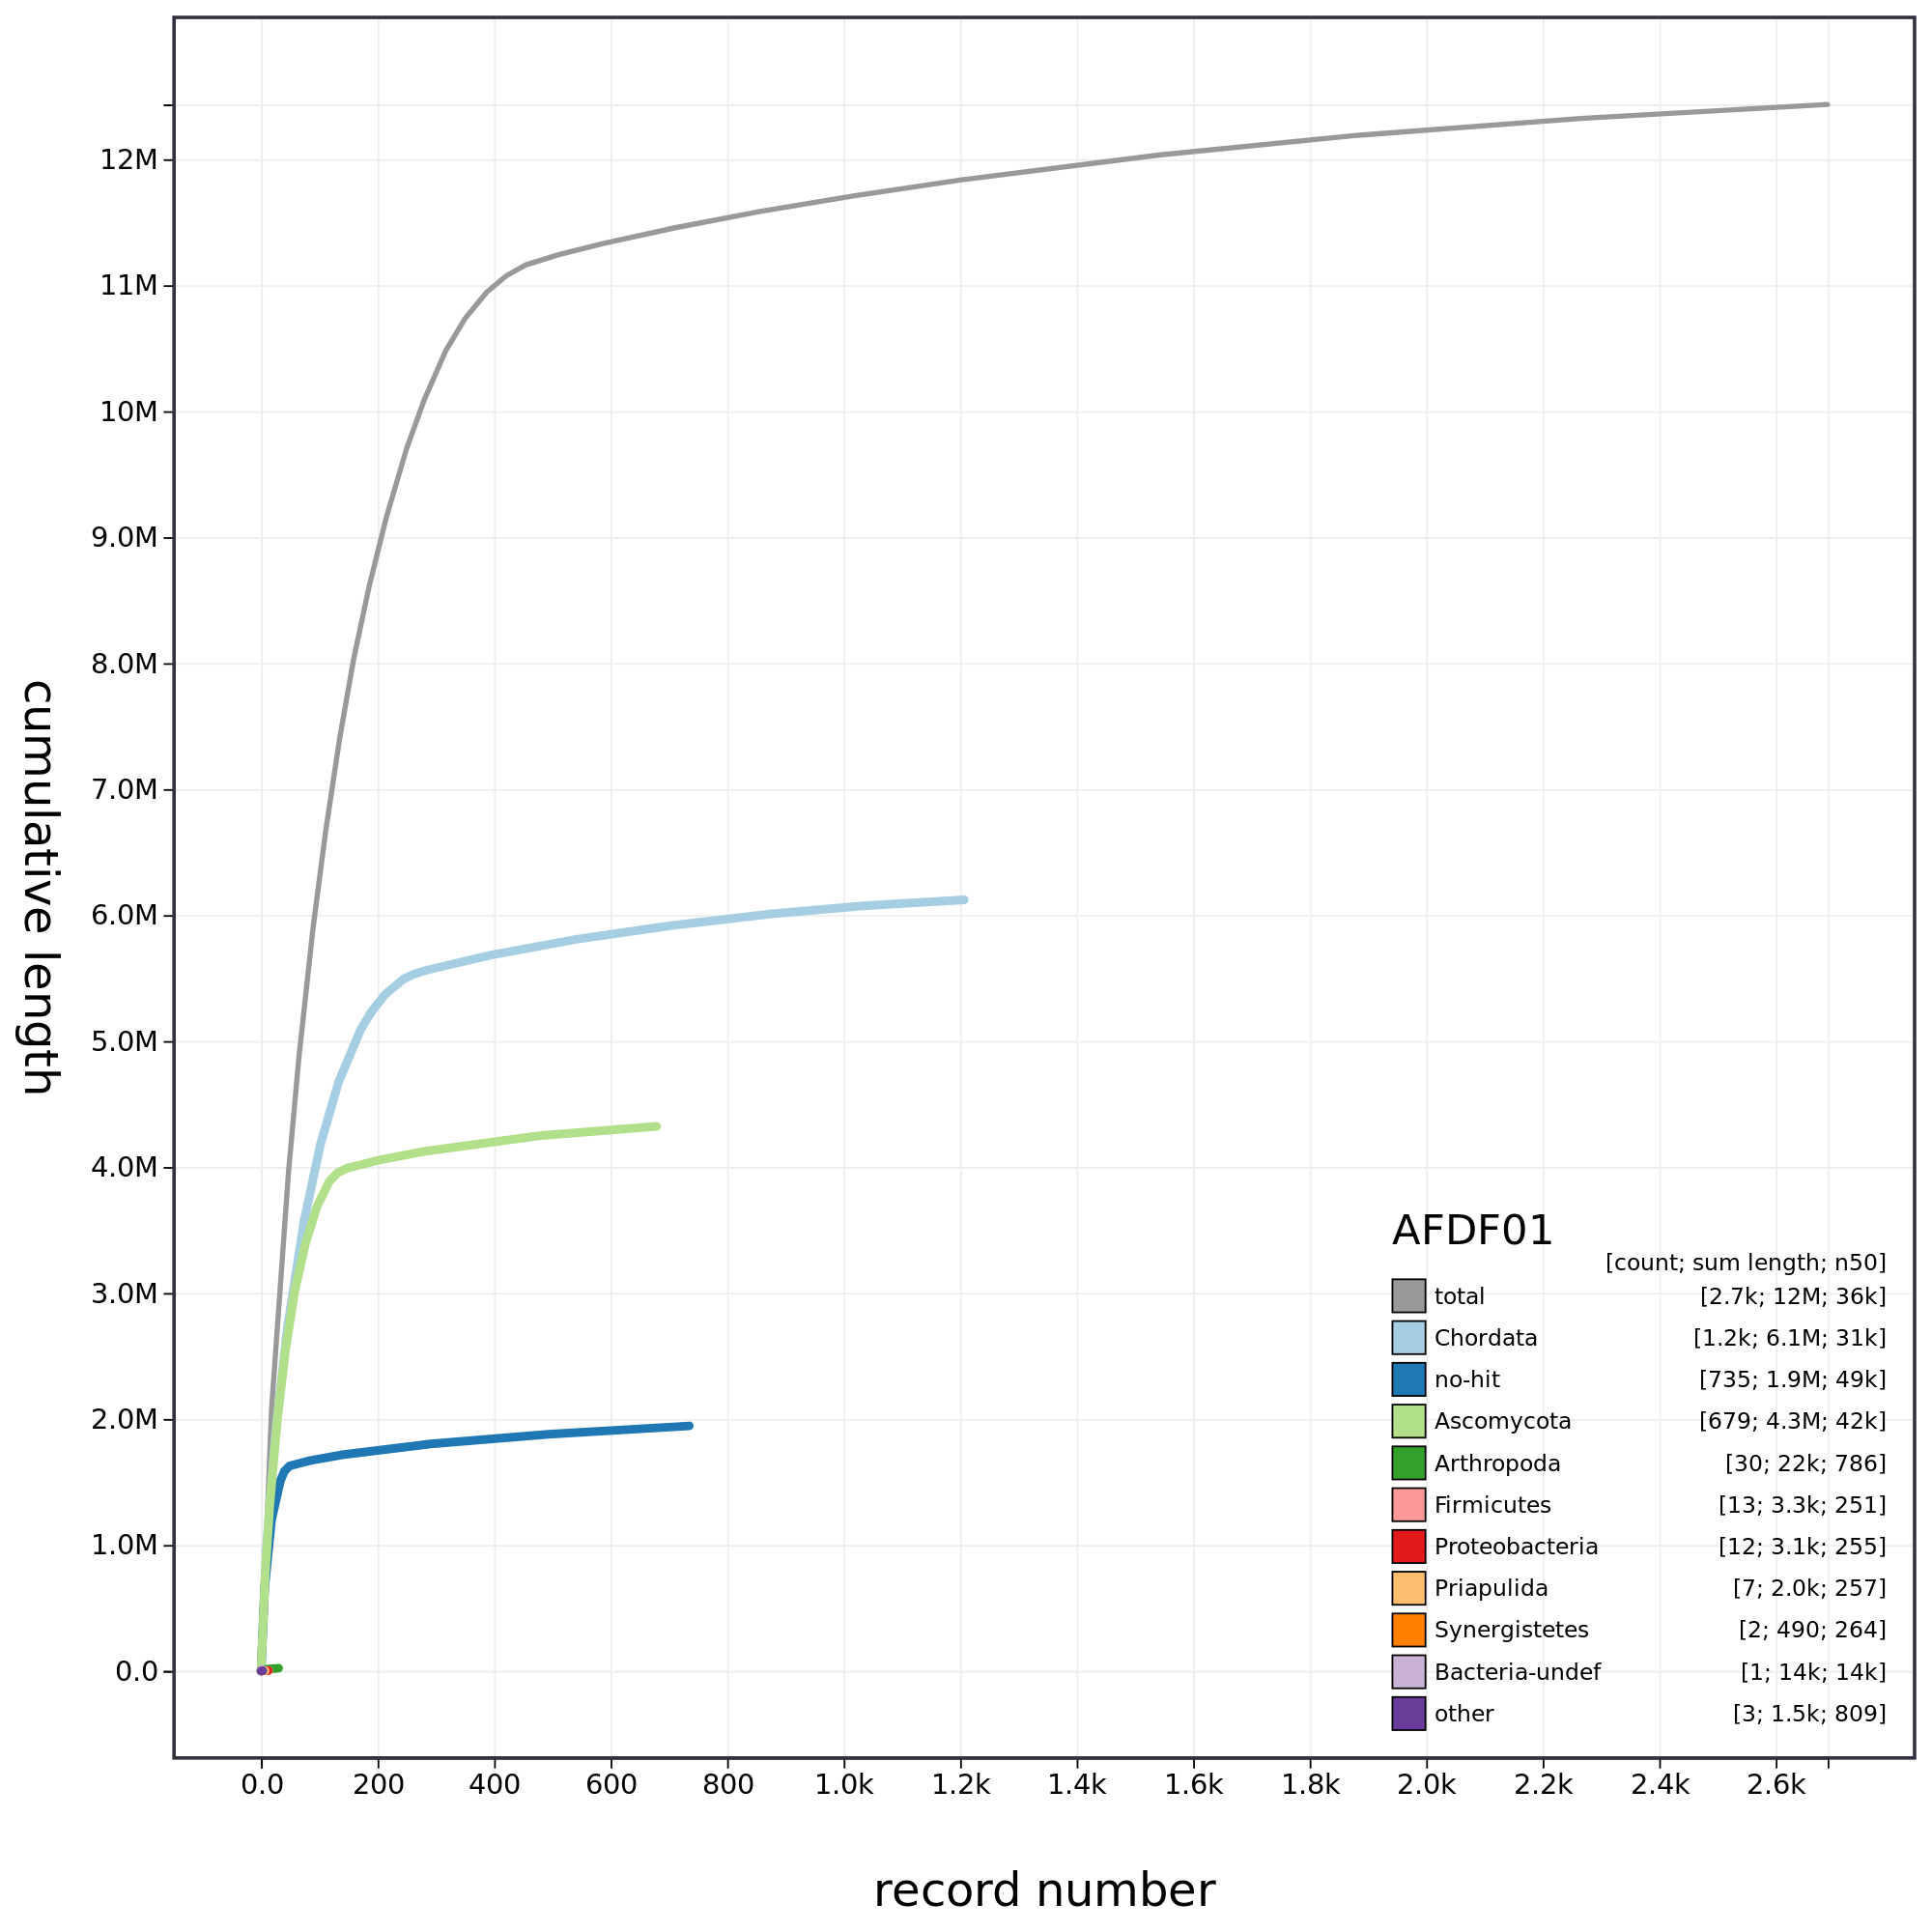 cumulative length
12M
11M
10M
9.0M
8.0M
7.0M
6.0M
5.0M
4.0M
3.0M
2.0M
1.0M
0.0
AFDF01
[count; sum length; n50]
total [2.7k; 12M; 36k]
Chordata [1.2k; 6.1M; 31k]
no-hit [735; 1.9M; 49k]
Ascomycota [679; 4.3M; 42k]
Arthropoda [30; 22k; 786]
Firmicutes [13; 3.3k; 251]
Proteobacteria [12; 3.1k; 255]
Priapulida [7; 2.0k; 257]
Synergistetes [2; 490; 264]
Bacteria-undef [1; 14k; 14k]
other [3; 1.5k; 809]
0.0 200 400 600 800 1.0k 1.2k 1.4k 1.6k 1.8k 2.0k 2.2k 2.4k 2.6k
record number